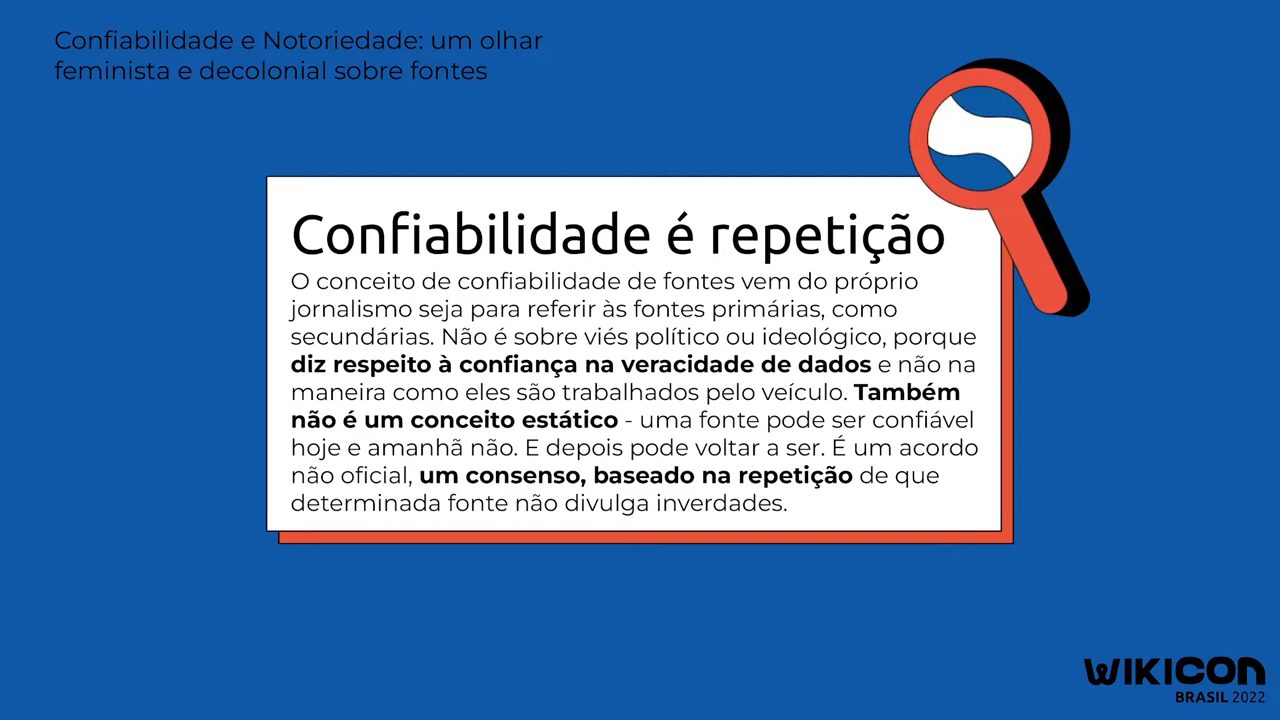 Confiabilidade e Notoriedade: um olhar
feminista e decolonial sobre fontes
Confiabilidade é repetição
O conceito de confiabilidade de fontes vem do próprio
jornalismo seja para referir às fontes primárias, como
secundárias. Não é sobre viés político ou ideológico, porque
diz respeito à confiança na veracidade de dados e não na
maneira como eles são trabalhados pelo veículo. Também
não é um conceito estático - uma fonte pode ser confiável
hoje e amanhã não. E depois pode voltar a ser. É um acordo
não oficial, um consenso, baseado na repetição de que
determinada fonte não divulga inverdades.
WIKICON
BRASIL 2022